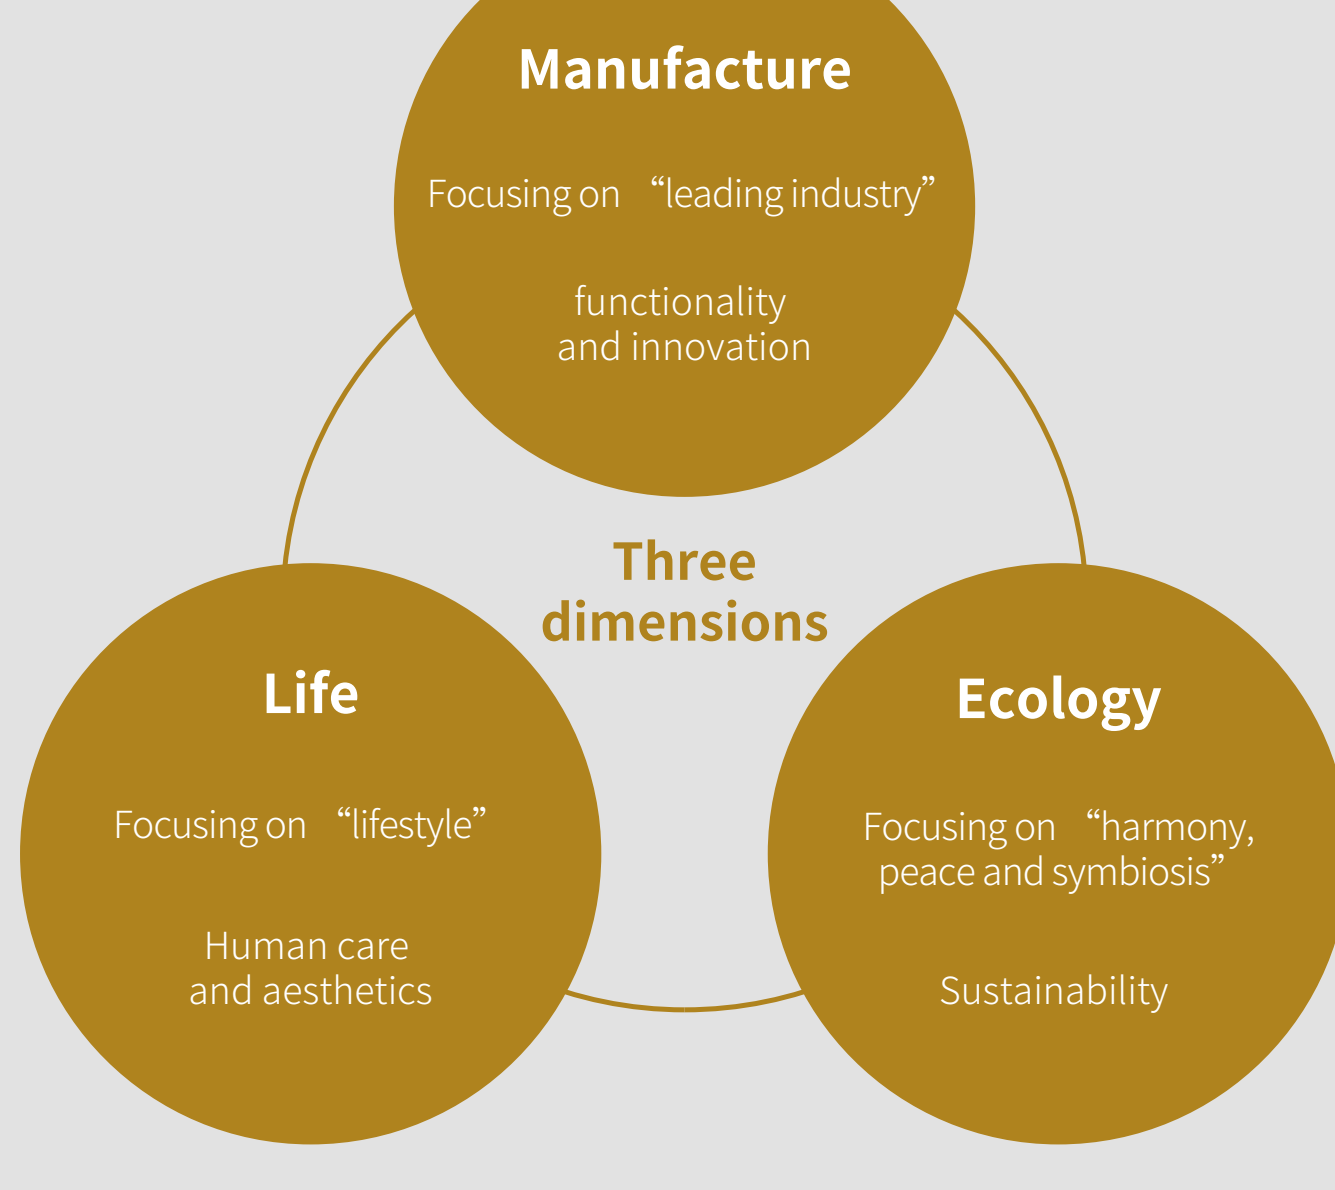 Manufacture
Focusing on “leading industry”
functionality
and innovation
Three
dimensions
Life
Focusing on “lifestyle”
Human care
and aesthetics
Ecology
Focusing on “harmony,
peace and symbiosis”
Sustainability